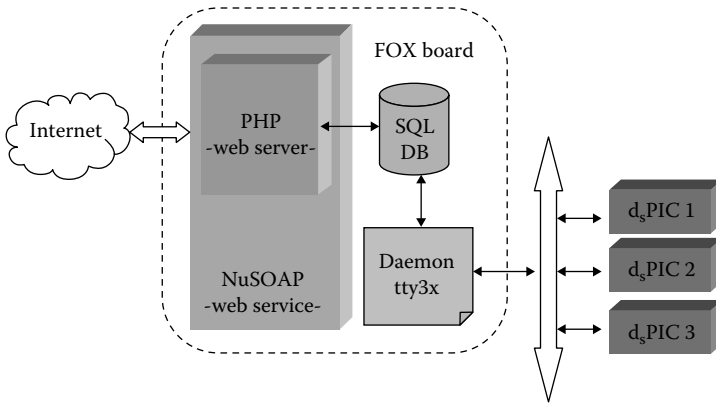 FOX board
Internet
PHP
-web server-
SQL
DB
NuSOAP
-web service-
Daemon
tty3x
dsPIC 1
dsPIC 2
dsPIC 3